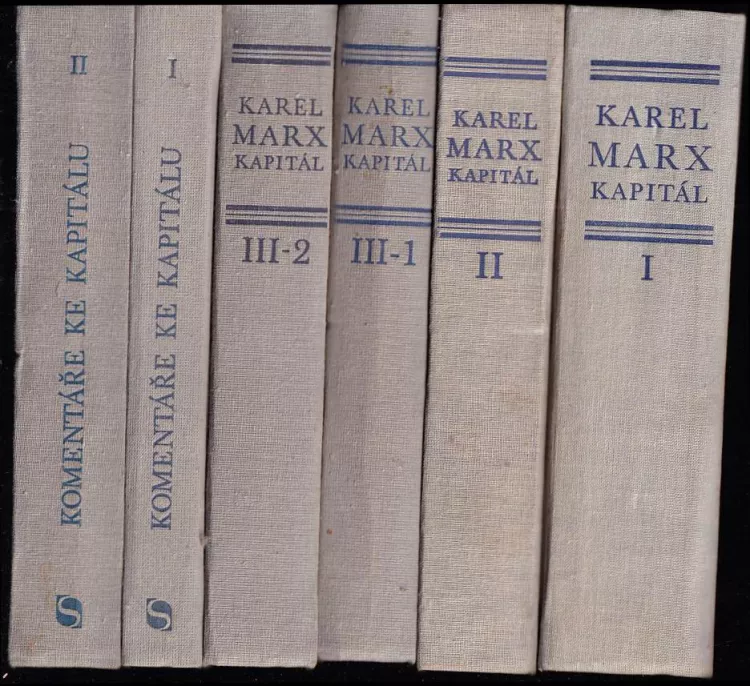 II
KOMENTÁŘE KE KAPITÁLU
S
I
KOMENTÁŘE KE KAPITÁLU
S
KAREL
MARX
KAPITÁL
III-2
KAREL
MARX
KAPITÁL
III-1
KAREL
MARX
KAPITÁL
II
KAREL
MARX
KAPITÁL
I